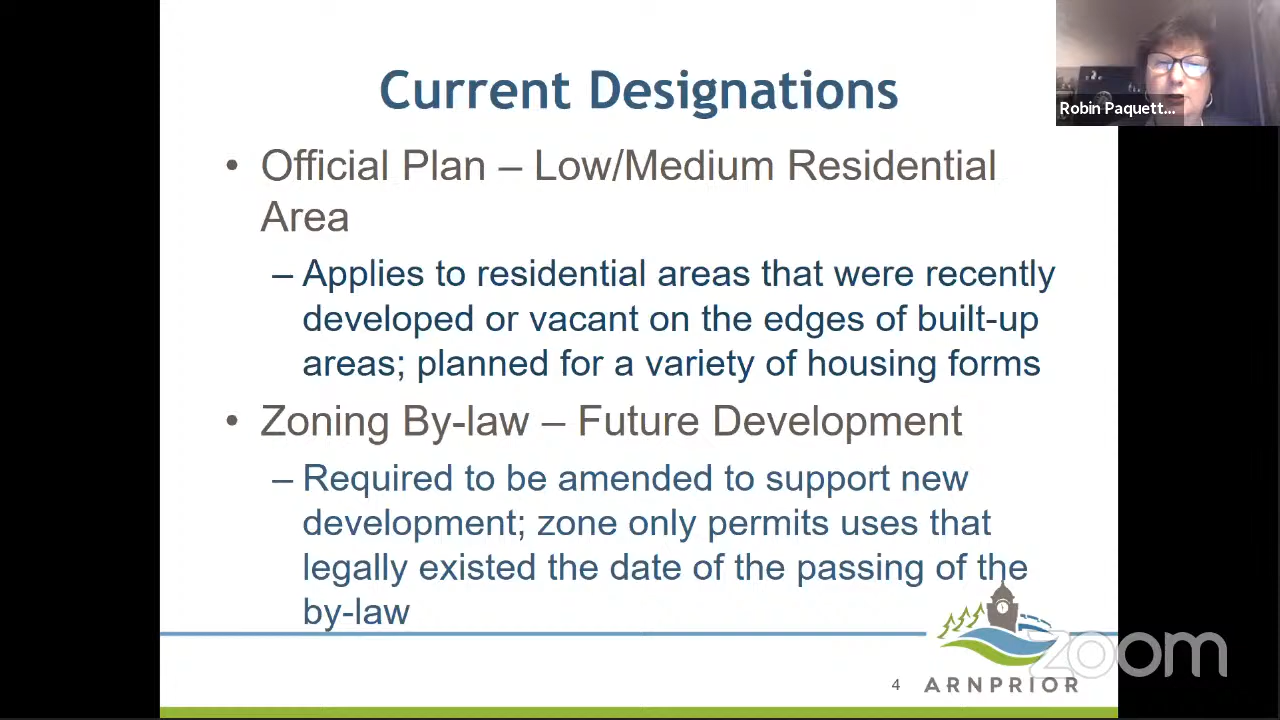 Current Designations
Robin Paquett...
• Official Plan – Low/Medium Residential
Area
– Applies to residential areas that were recently
developed or vacant on the edges of built-up
areas; planned for a variety of housing forms
• Zoning By-law – Future Development
– Required to be amended to support new
development; zone only permits uses that
legally existed the date of the passing of the
by-law
zoom
4
ARNPRIOR